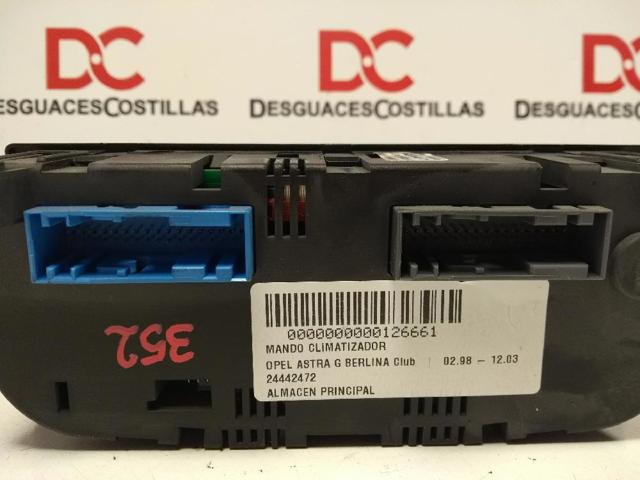 DC DC DC
DESGUACESCOSTILLAS DESGUACESCOSTILLAS
0000000000126661
MANDO CLIMATIZADOR
OPEL ASTRA G BERLINA Club | 02.98 - 12.03
24442472
ALMACEN PRINCIPAL
352